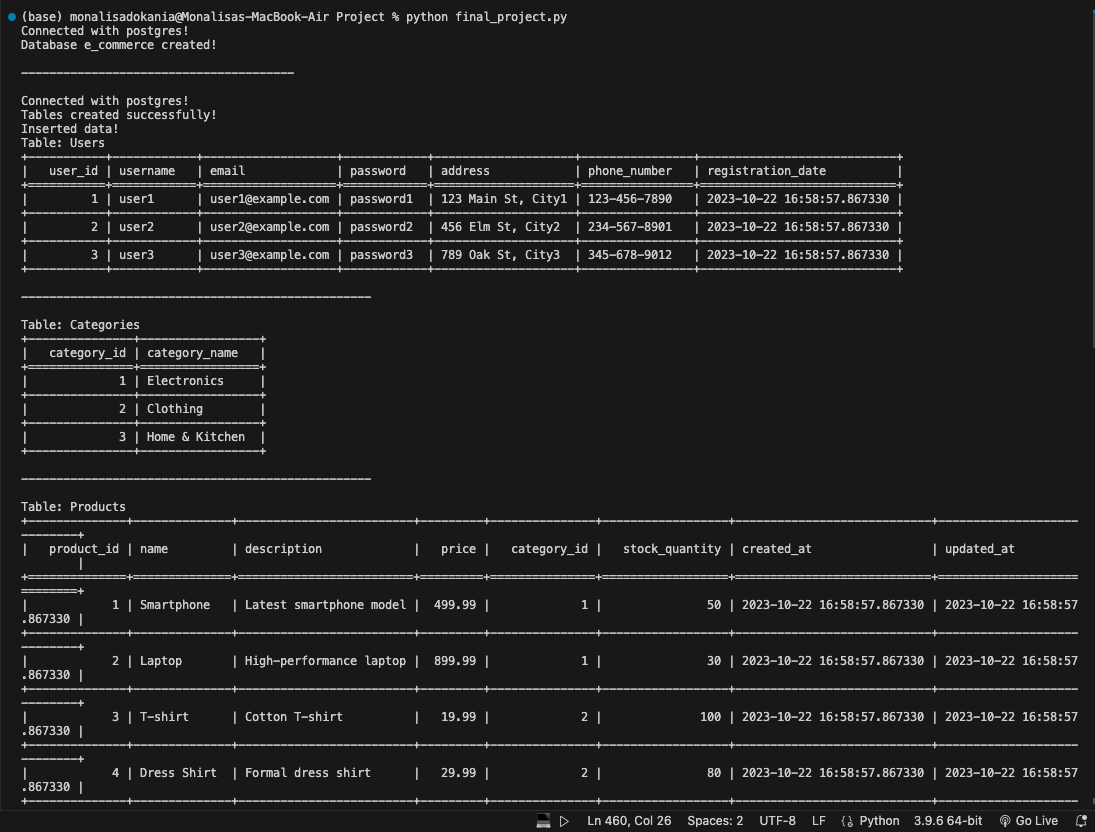 (base) monalisadokania@Monalisas-MacBook-Air Project % python final_project.py
Connected with postgres!
Database e_commerce created!
---------------------------------------
Connected with postgres!
Tables created successfully!
Inserted data!
Table: Users
| user_id | username | email | password | address | phone_number | registration_date |
| 1 | user1 | user1@example.com | password1 | 123 Main St, City1 | 123-456-7890 | 2023-10-22 16:58:57.867330 |
| 2 | user2 | user2@example.com | password2 | 456 Elm St, City2 | 234-567-8901 | 2023-10-22 16:58:57.867330 |
| 3 | user3 | user3@example.com | password3 | 789 Oak St, City3 | 345-678-9012 | 2023-10-22 16:58:57.867330 |
--------------------------------------------------
Table: Categories
| category_id | category_name |
| 1 | Electronics |
| 2 | Clothing |
| 3 | Home & Kitchen |
--------------------------------------------------
Table: Products
| product_id | name | description | price | category_id | stock_quantity | created_at | updated_at
|
| 1 | Smartphone | Latest smartphone model | 499.99 | 1 | 50 | 2023-10-22 16:58:57.867330 | 2023-10-22 16:58:57
.867330 |
| 2 | Laptop | High-performance laptop | 899.99 | 1 | 30 | 2023-10-22 16:58:57.867330 | 2023-10-22 16:58:57
.867330 |
| 3 | T-shirt | Cotton T-shirt | 19.99 | 2 | 100 | 2023-10-22 16:58:57.867330 | 2023-10-22 16:58:57
.867330 |
| 4 | Dress Shirt | Formal dress shirt | 29.99 | 2 | 80 | 2023-10-22 16:58:57.867330 | 2023-10-22 16:58:57
.867330 |
Ln 460, Col 26 Spaces: 2 UTF-8 LF Python 3.9.6 64-bit Go Live